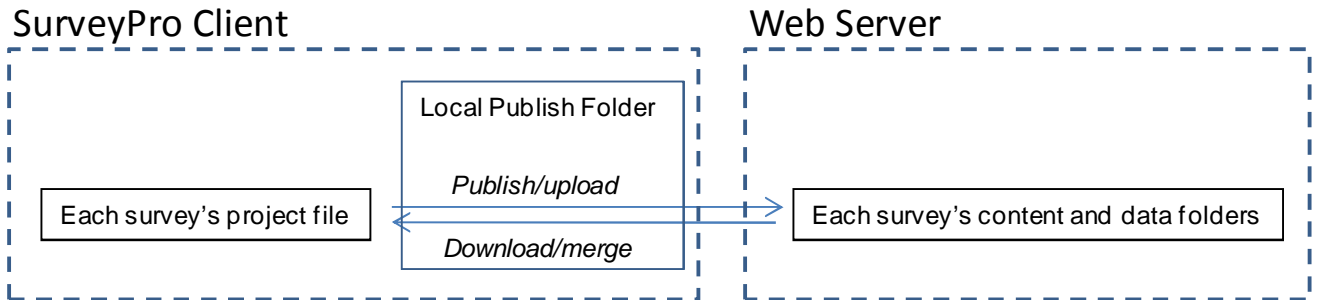 SurveyPro Client
Web Server
Local Publish Folder
Publish/upload
Each survey's project file
Each survey's content and data folders
Download/merge